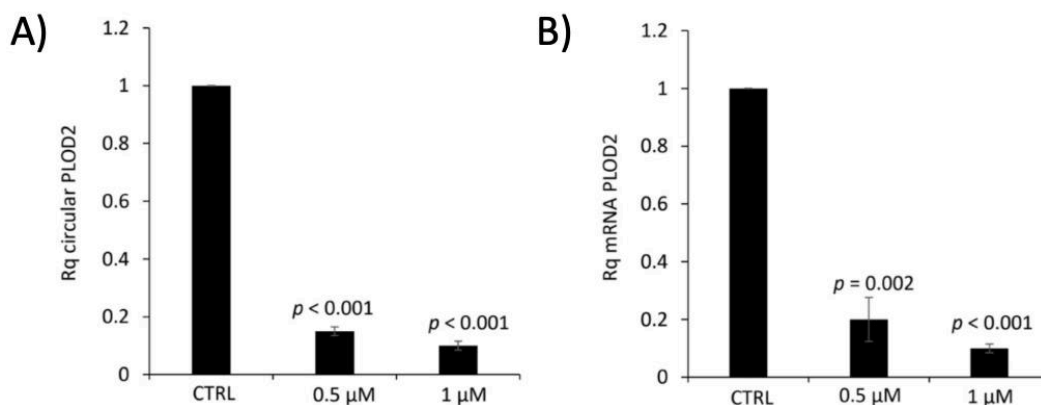 A)
Rq circular PLOD2
1.2
1
0.8
0.6
0.4
0.2
0
p < 0.001
p < 0.001
CTRL
0.5 µM
1 µM
B)
Rq mRNA PLOD2
1.2
1
0.8
0.6
0.4
0.2
0
p = 0.002
p < 0.001
CTRL
0.5 µM
1 µM